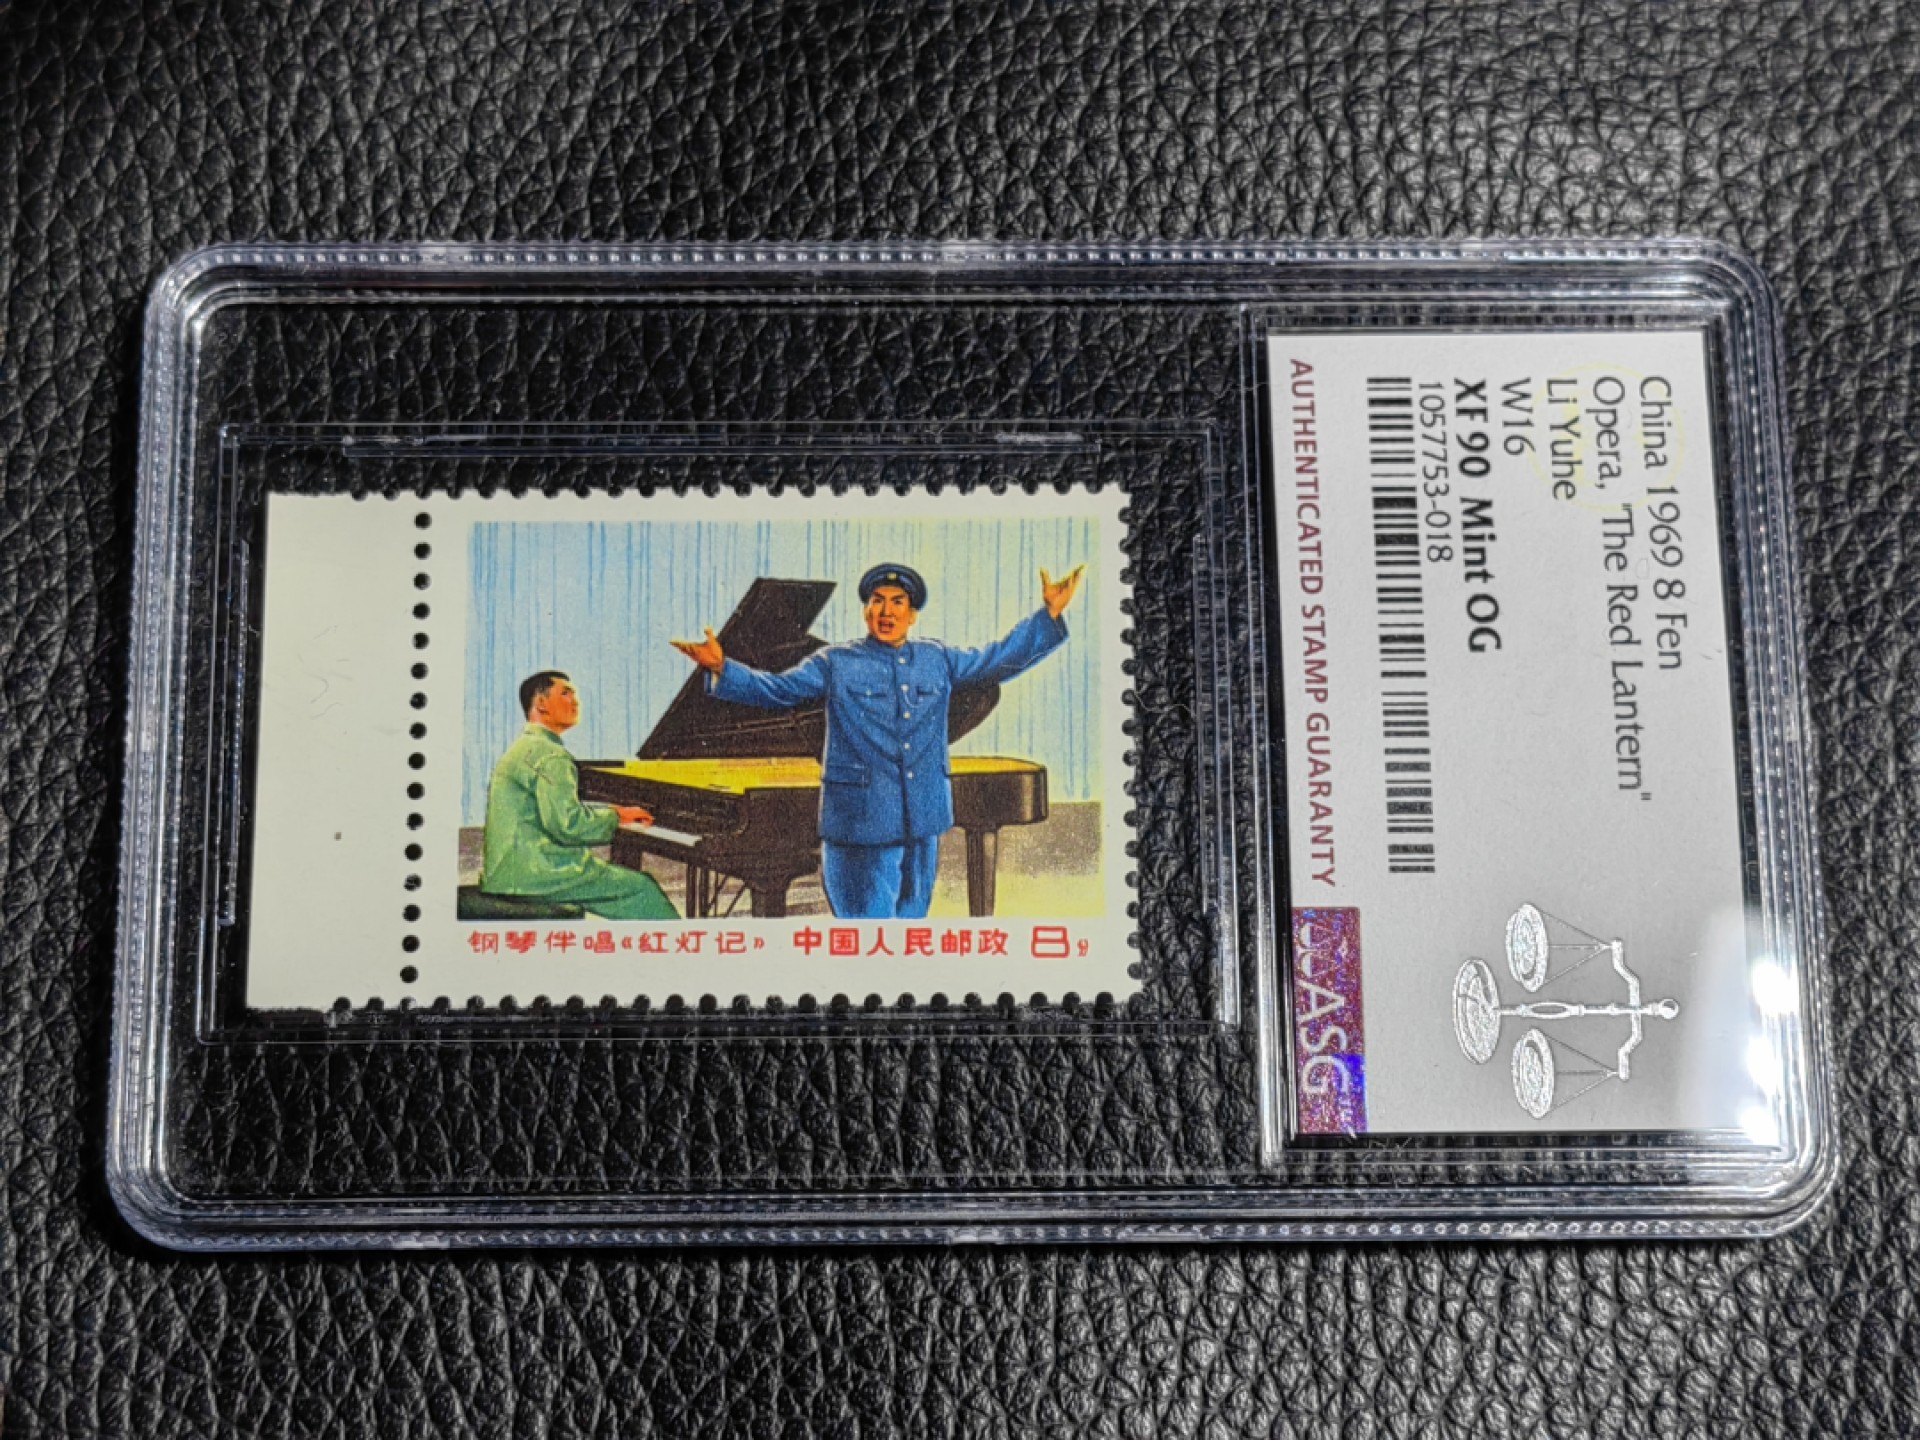 钢琴伴唱《紅灯记》 中国人民邮政 8分
China 1969 8 Fen
Opera, "The Red Lantern"
Li Yuhe
W16
XF 90 Mint OG
1057753-018
AUTHENTICATED STAMP GUARANTY
ASG